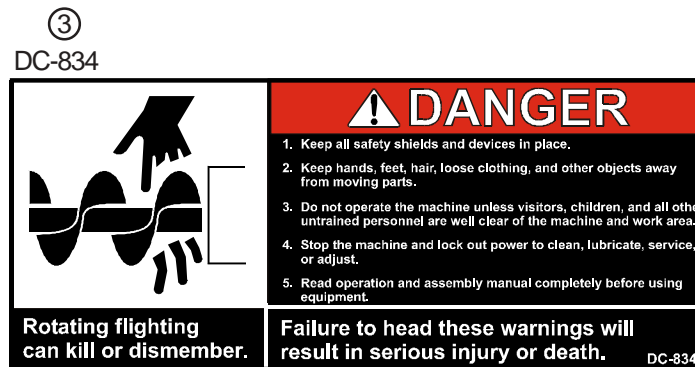 3
DC-834
DANGER
1. Keep all safety shields and devices in place.
2. Keep hands, feet, hair, loose clothing, and other objects away
from moving parts.
3. Do not operate the machine unless visitors, children, and all othe
untrained personnel are well clear of the machine and work area.
4. Stop the machine and lock out power to clean, lubricate, service,
or adjust.
5. Read operation and assembly manual completely before using
equipment.
Rotating flighting
can kill or dismember.
Failure to head these warnings will
result in serious injury or death.
DC-834